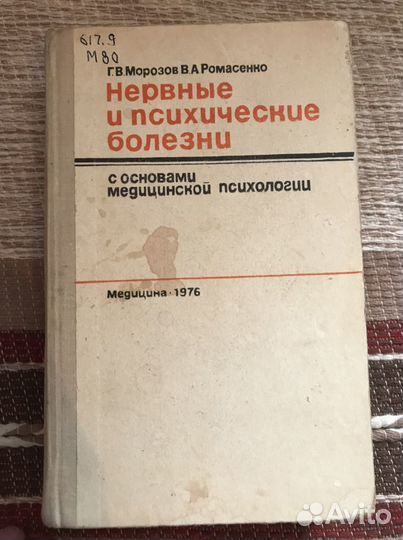 617.9
М80
Г.В.Морозов В.А.Ромасенко
Нервные
и психические
болезни
с основами
медицинской психологии
Медицина · 1976
Avito